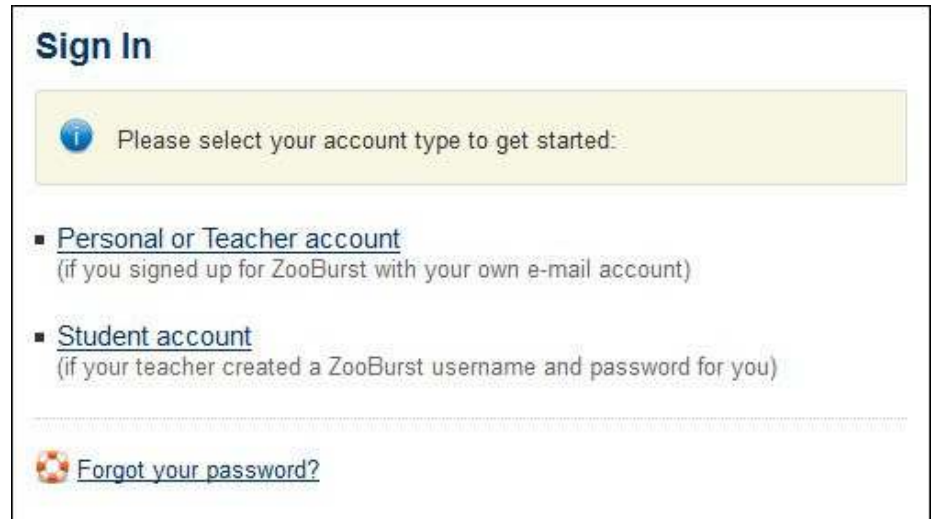 Sign In
Please select your account type to get started:
Personal or Teacher account
(if you signed up for ZooBurst with your own e-mail account)
Student account
(if your teacher created a ZooBurst username and password for you)
Forgot your password?